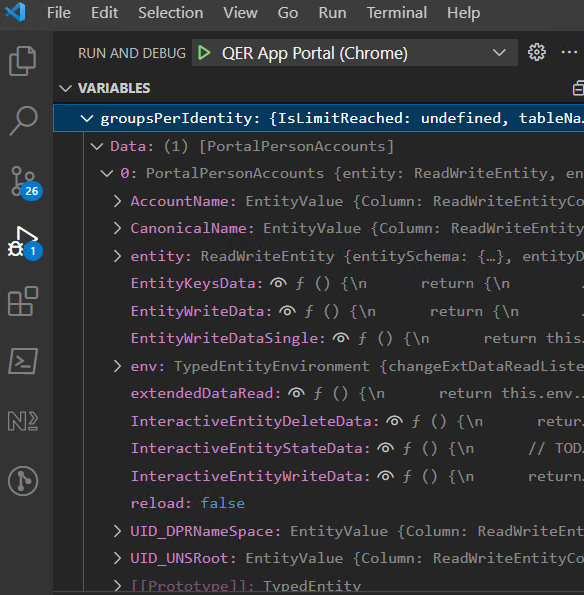 File Edit Selection View Go Run Terminal Help
RUN AND DEBUG QER App Portal (Chrome) ...
VARIABLES
groupsPerIdentity: {IsLimitReached: undefined, tableNa…
Data: (1) [PortalPersonAccounts]
0: PortalPersonAccounts {entity: ReadWriteEntity, en
AccountName: EntityValue {Column: ReadWriteEntityCo
CanonicalName: EntityValue {Column: ReadWriteEntity
26
entity: ReadWriteEntity {entitySchema: {…}, entityD
1
EntityKeysData: ƒ () {\n return {\n .
EntityWriteData: ƒ () {\n return {\n .
EntityWriteDataSingle: ƒ () {\n return this.
env: TypedEntityEnvironment {changeExtDataReadListe
extendedDataRead: ƒ () {\n return this.env..
InteractiveEntityDeleteData: ƒ () {\n retur.
InteractiveEntityStateData: ƒ () {\n // TOD.
InteractiveEntityWriteData: ƒ () {\n return.
reload: false
UID_DPRNameSpace: EntityValue {Column: ReadWriteEnt
UID_UNSRoot: EntityValue {Column: ReadWriteEntityCo
[[Prototype]]: TypedEntity